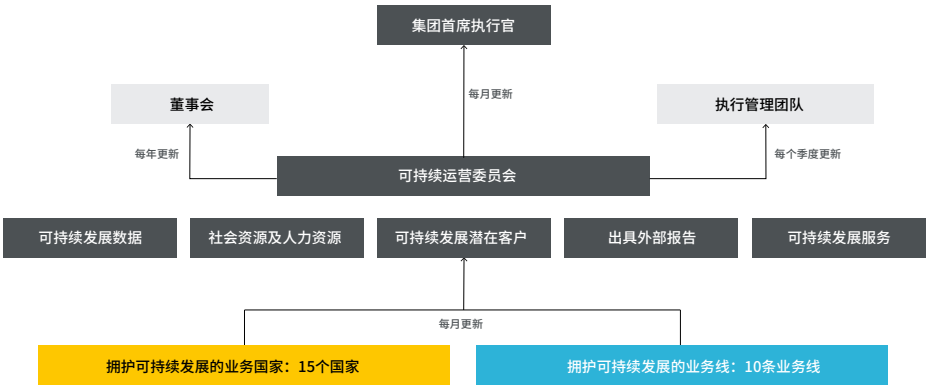 集团首席执行官
每月更新
董事会
执行管理团队
每年更新
每个季度更新
可持续运营委员会
可持续发展数据
社会资源及人力资源
可持续发展潜在客户
出具外部报告
可持续发展服务
每月更新
拥护可持续发展的业务国家：15个国家
拥护可持续发展的业务线：10条业务线